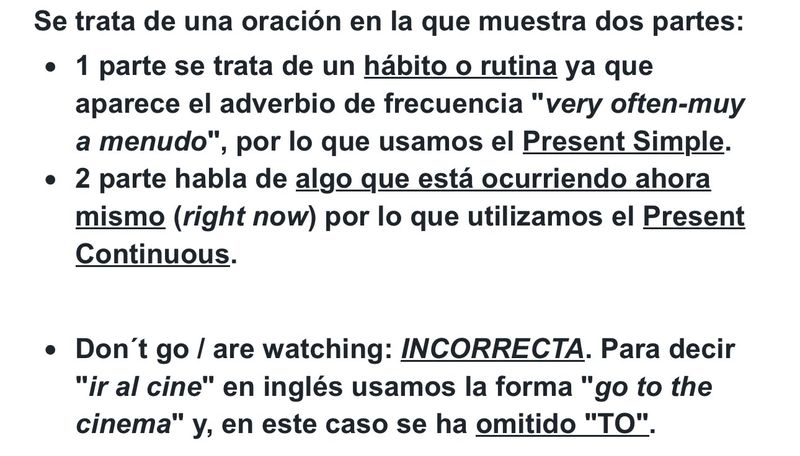 Se trata de una oración en la que muestra dos partes:
• 1 parte se trata de un hábito o rutina ya que
aparece el adverbio de frecuencia "very often-muy
a menudo", por lo que usamos el Present Simple.
• 2 parte habla de algo que está ocurriendo ahora
mismo (right now) por lo que utilizamos el Present
Continuous.
• Don´t go / are watching: INCORRECTA. Para decir
"ir al cine" en inglés usamos la forma "go to the
cinema" y, en este caso se ha omitido "TO".